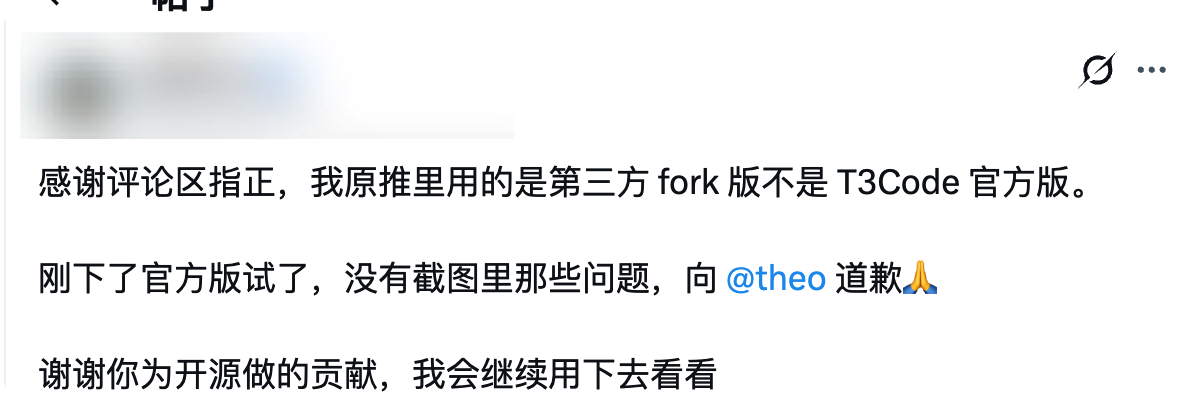 帖子
感谢评论区指正，我原推里用的是第三方 fork 版不是 T3Code 官方版。
刚下了官方版试了，没有截图里那些问题，向 @theo 道歉🙏
谢谢你为开源做的贡献，我会继续用下去看看